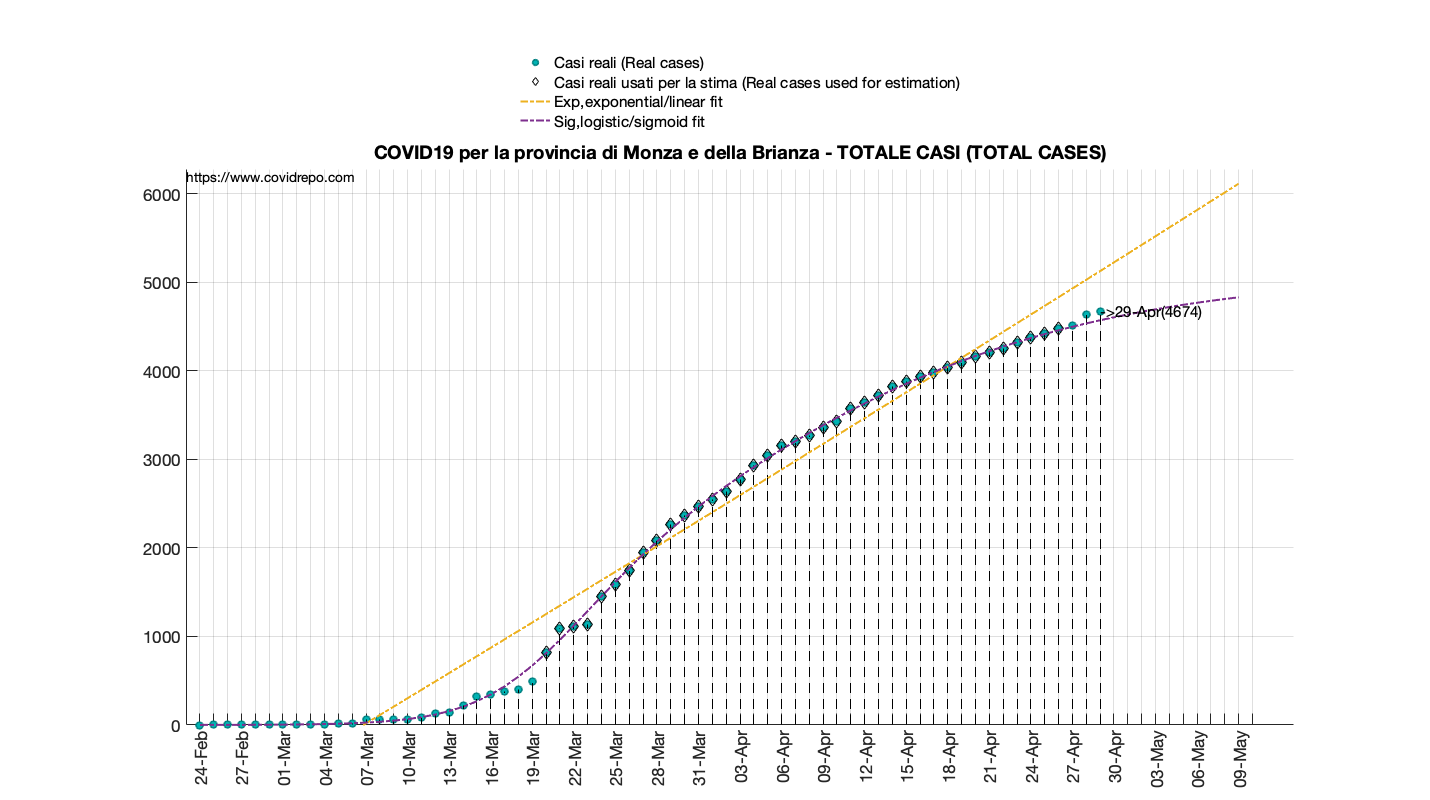 Casi reali (Real cases)
Casi reali usati per la stima (Real cases used for estimation)
Exp,exponential/linear fit
Sig,logistic/sigmoid fit
COVID19 per la provincia di Monza e della Brianza - TOTALE CASI (TOTAL CASES)
https://www.covidrepo.com
6000
5000
4000
3000
2000
1000
0
->29-Apr(4674)
24-Feb
27-Feb
01-Mar
04-Mar
07-Mar
10-Mar
13-Mar
16-Mar
19-Mar
22-Mar
25-Mar
28-Mar
31-Mar
03-Apr
06-Apr
09-Apr
12-Apr
15-Apr
18-Apr
21-Apr
24-Apr
27-Apr
30-Apr
03-May
06-May
09-May